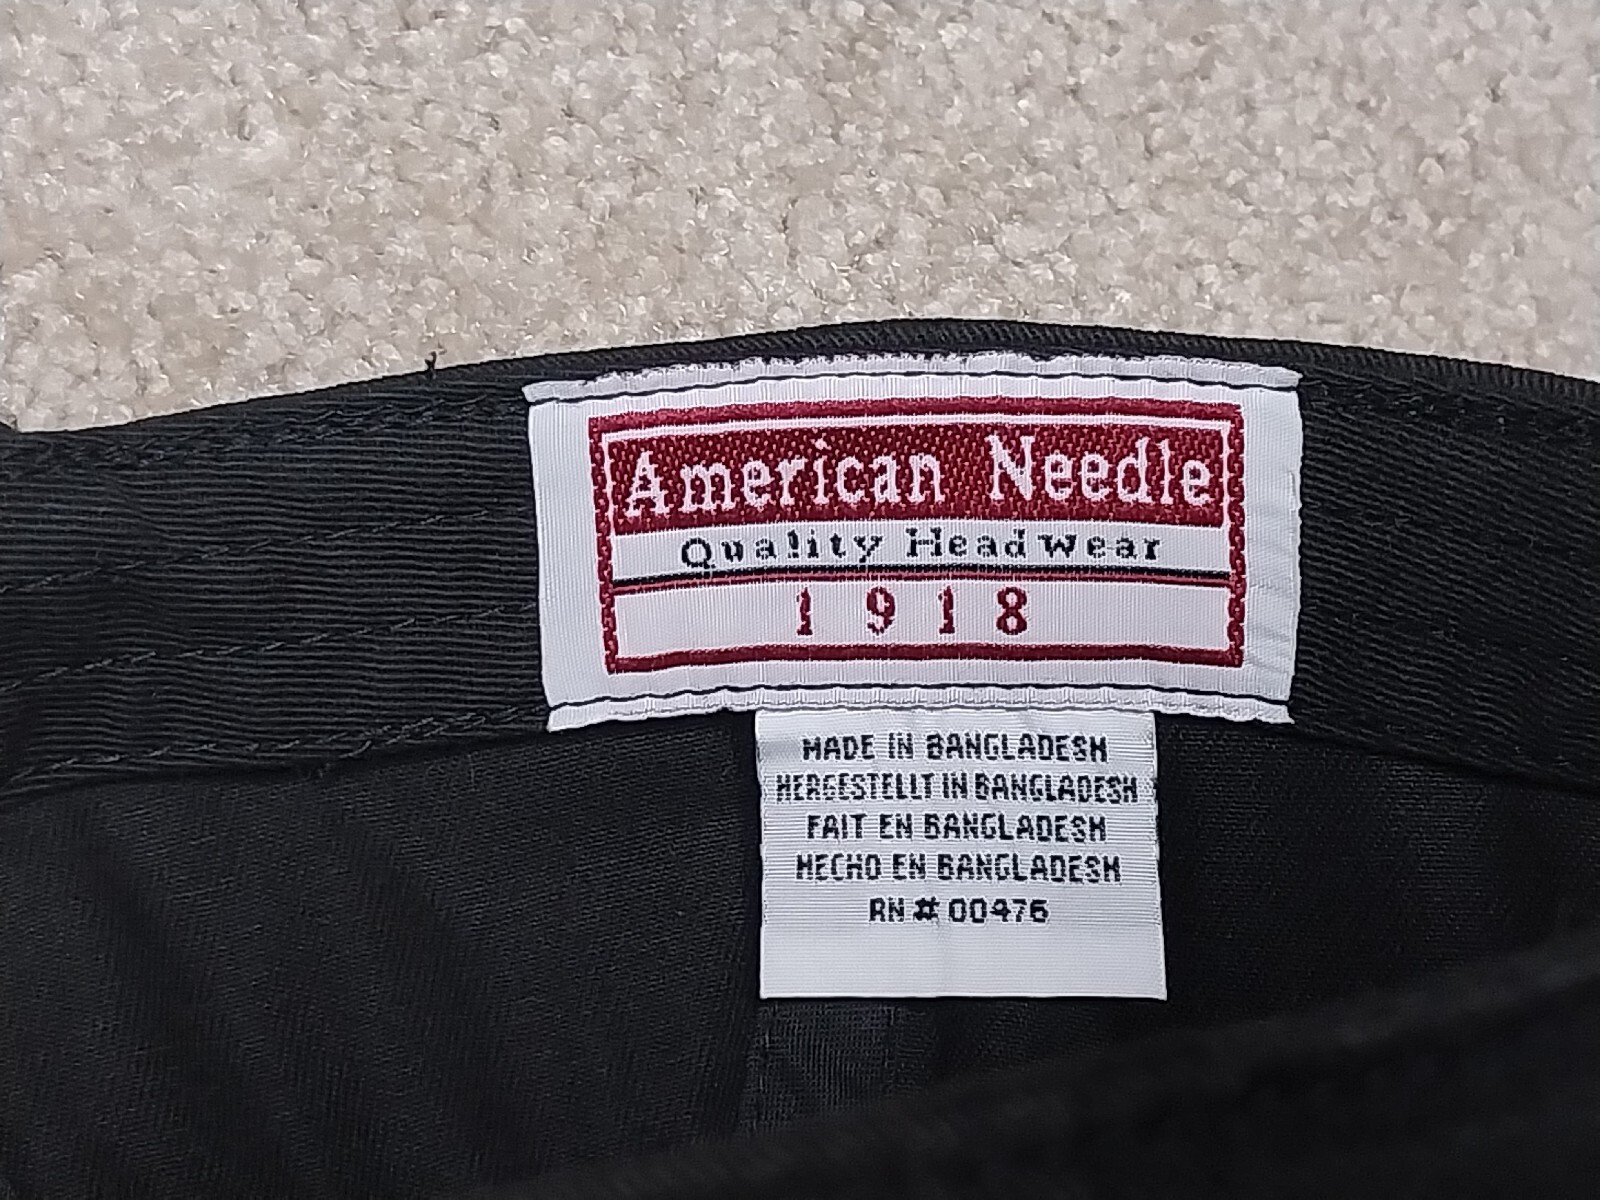 American Needle
Quality Headwear
1918
MADE IN BANGLADESH
HERGESTELLT IN BANGLADESH
FAIT EN BANGLADESH
HECHO EN BANGLADESH
RN # 00476